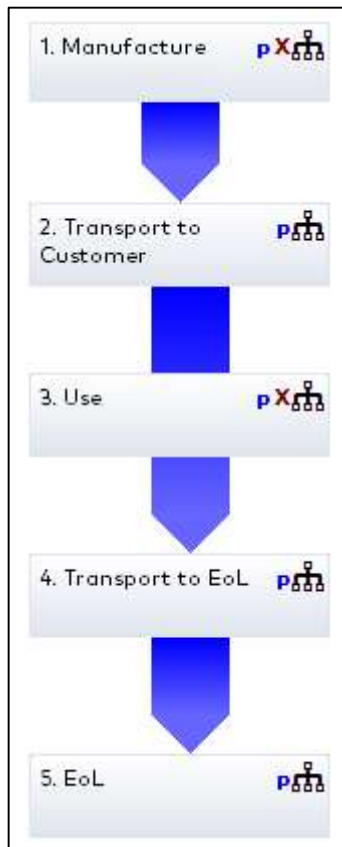 1. Manufacture p X
2. Transport to p
Customer
3. Use p X
4. Transport to EoL p
5. EoL p